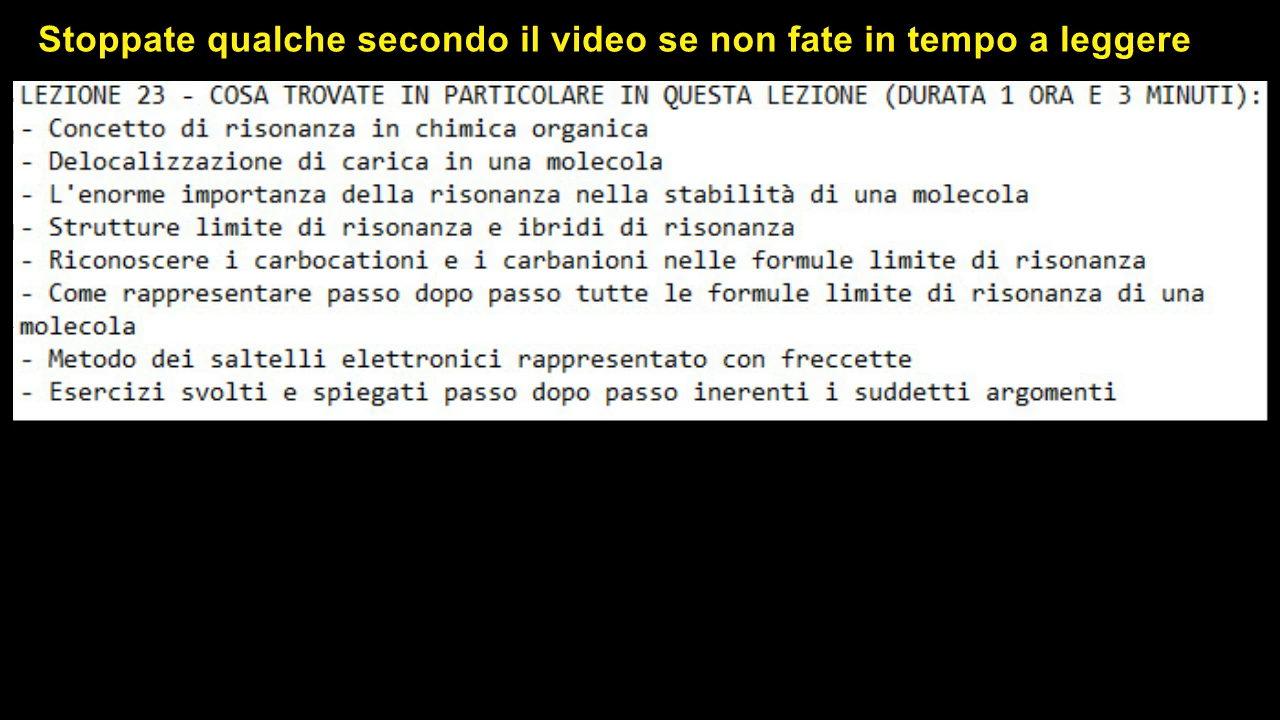 Stoppate qualche secondo il video se non fate in tempo a leggere
LEZIONE 23 - COSA TROVATE IN PARTICOLARE IN QUESTA LEZIONE (DURATA 1 ORA E 3 MINUTI):
- Concetto di risonanza in chimica organica
- Delocalizzazione di carica in una molecola
- L'enorme importanza della risonanza nella stabilità di una molecola
- Strutture limite di risonanza e ibridi di risonanza
- Riconoscere i carbocationi e i carbanioni nelle formule limite di risonanza
- Come rappresentare passo dopo passo tutte le formule limite di risonanza di una
molecola
- Metodo dei saltelli elettronici rappresentato con freccette
- Esercizi svolti e spiegati passo dopo passo inerenti i suddetti argomenti